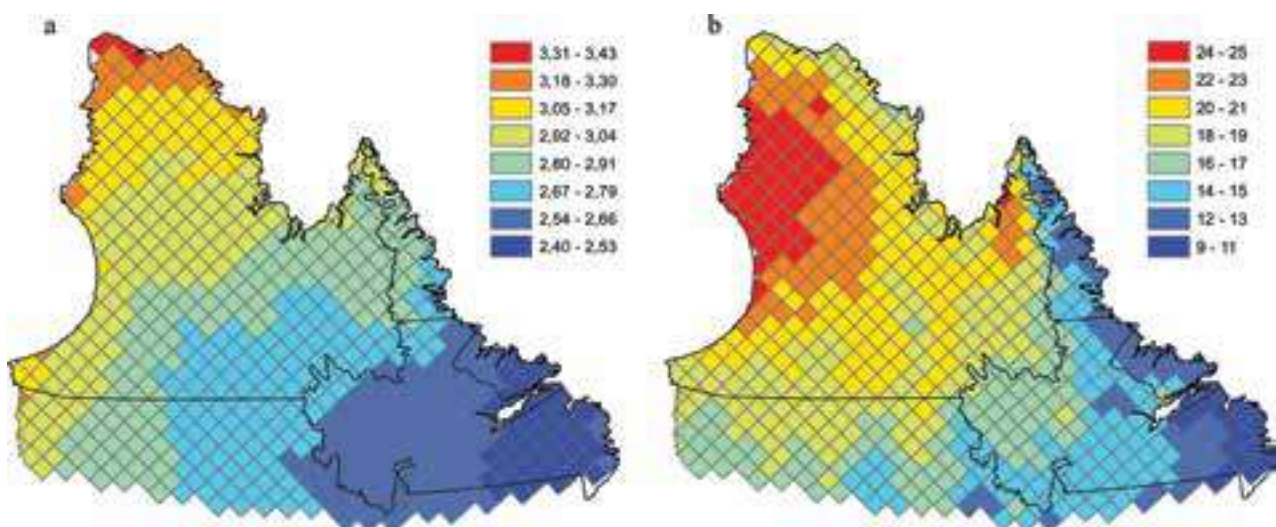 a
3,31 - 3,43
3,18 - 3,30
3,05 - 3,17
2,92 - 3,04
2,80 - 2,91
2,67 - 2,79
2,54 - 2,66
2,40 - 2,53
b
24 - 25
22 - 23
20 - 21
18 - 19
16 - 17
14 - 15
12 - 13
9 - 11